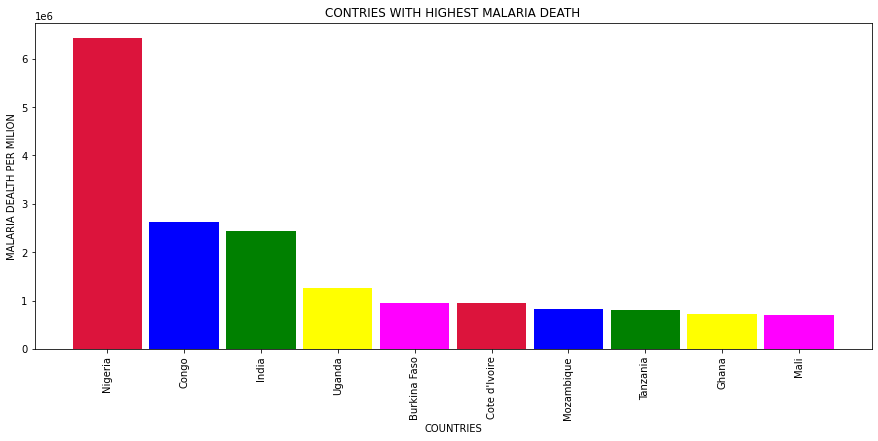 CONTRIES WITH HIGHEST MALARIA DEATH
1e6
MALARIA DEALTH PER MILION
6
5
4
3
2
1
0
Nigeria
Congo
India
Uganda
Burkina Faso
Cote d'Ivoire
Mozambique
Tanzania
Ghana
Mali
COUNTRIES